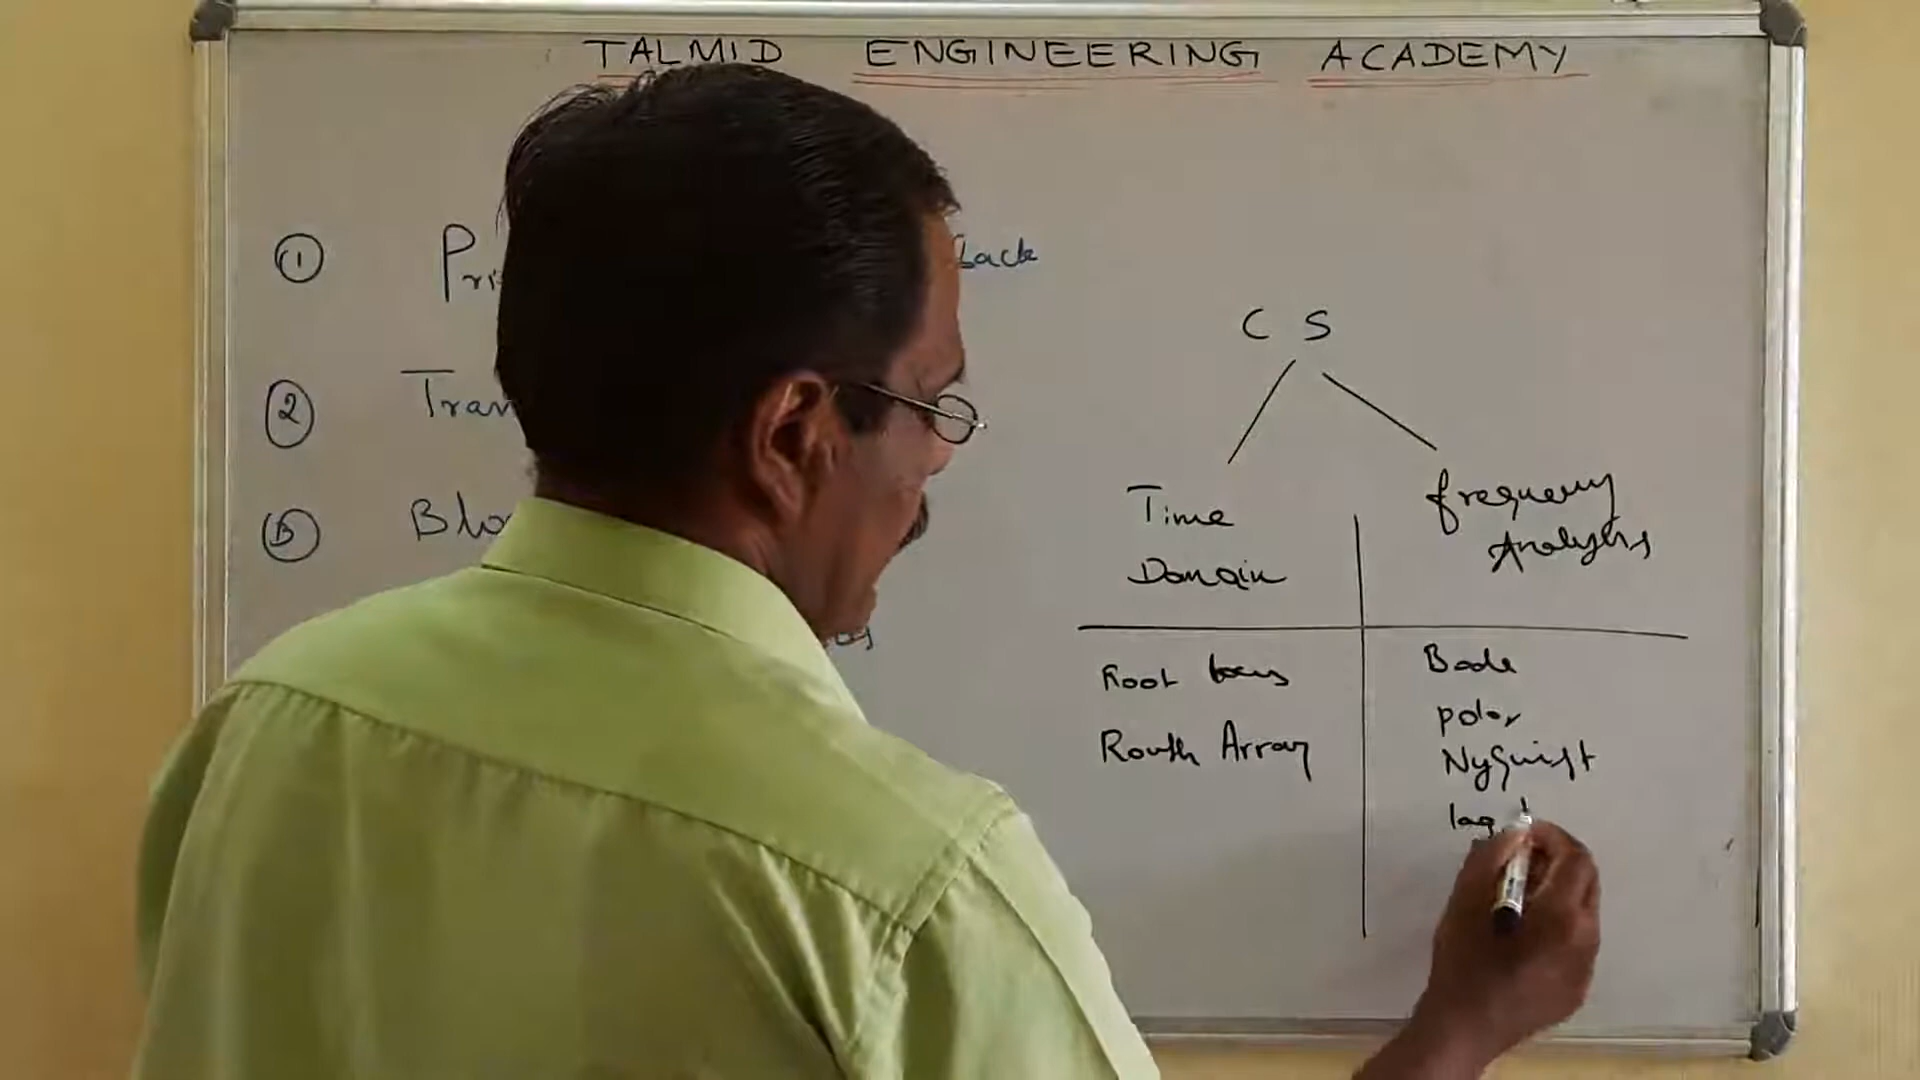 TALMID ENGINEERING ACADEMY
① Pri back
② Tran
Blo
C S
Time
Domain
frequency
Analysis
Root locus
Routh Array
Bode
polar
Nyquist
lag